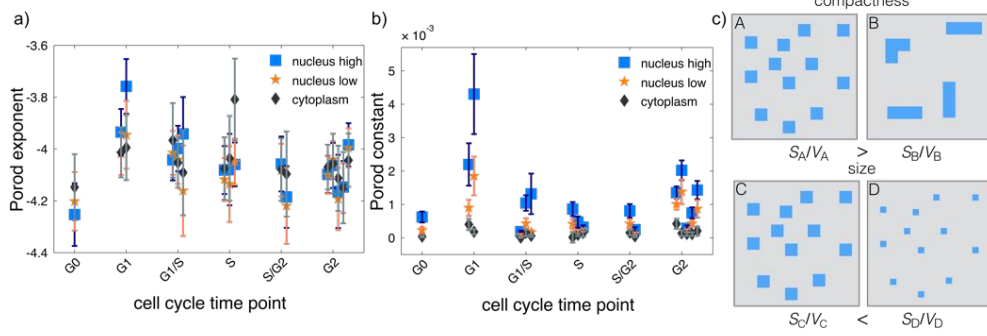 a)
-3.6
-3.8
-4
-4.2
-4.4
Porod exponent
nucleus high
nucleus low
cytoplasm
G0
G1
G1/S
S
S/G2
G2
cell cycle time point
b)
× 10⁻³
5
4
3
2
1
0
Porod constant
nucleus high
nucleus low
cytoplasm
G0
G1
G1/S
S
S/G2
G2
cell cycle time point
c)
compactness
A
B
S_A/V_A > S_B/V_B
size
C
D
S_C/V_C < S_D/V_D